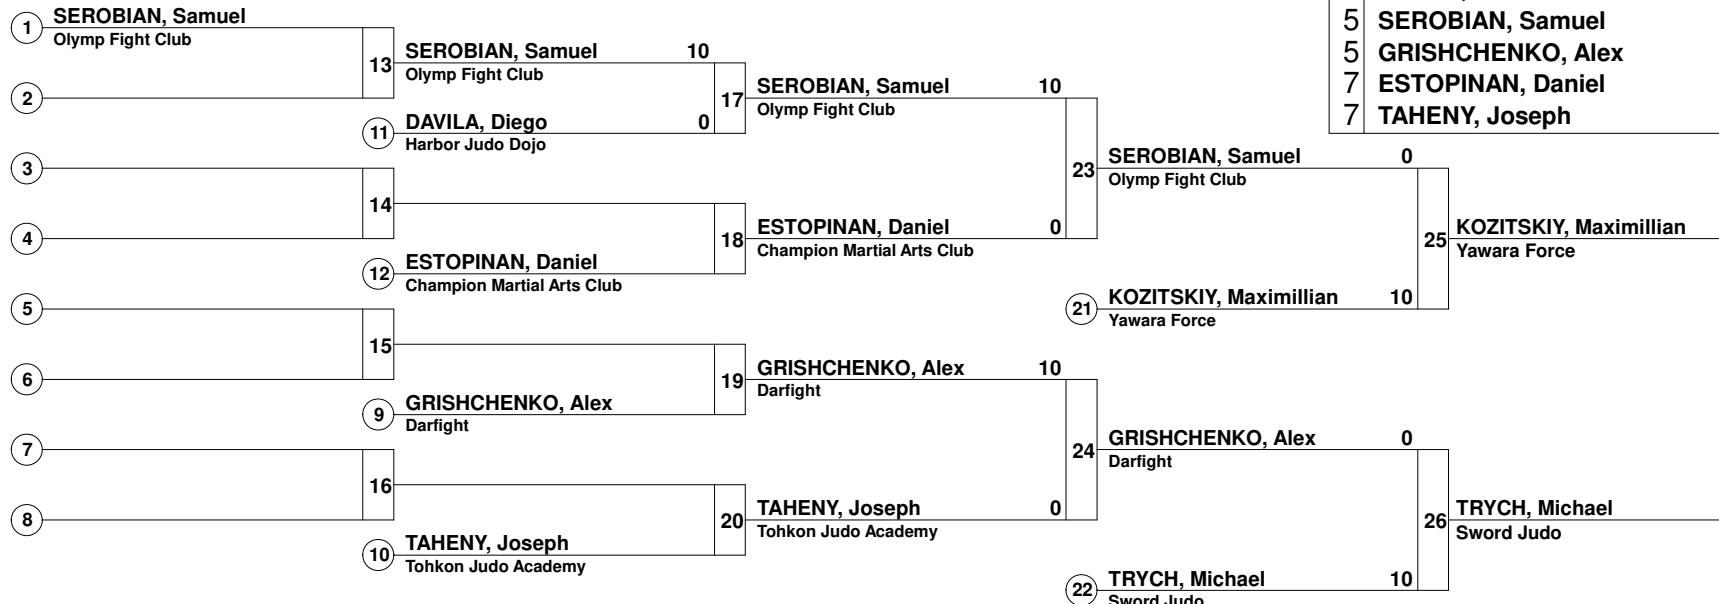 1 SEROBIAN, Samuel
Olymp Fight Club
5 SEROBIAN, Samuel
5 GRISHCHENKO, Alex
7 ESTOPINAN, Daniel
7 TAHENY, Joseph
13 SEROBIAN, Samuel 10
Olymp Fight Club
2
11 DAVILA, Diego 0
Harbor Judo Dojo
17 SEROBIAN, Samuel 10
Olymp Fight Club
3
14
4
12 ESTOPINAN, Daniel
Champion Martial Arts Club
18 ESTOPINAN, Daniel 0
Champion Martial Arts Club
23 SEROBIAN, Samuel 0
Olymp Fight Club
21 KOZITSKIY, Maximillian 10
Yawara Force
25 KOZITSKIY, Maximillian
Yawara Force
5
15
6
9 GRISHCHENKO, Alex
Darfight
19 GRISHCHENKO, Alex 10
Darfight
7
16
8
10 TAHENY, Joseph
Tohkon Judo Academy
20 TAHENY, Joseph 0
Tohkon Judo Academy
24 GRISHCHENKO, Alex 0
Darfight
22 TRYCH, Michael 10
Sword Judo
26 TRYCH, Michael
Sword Judo